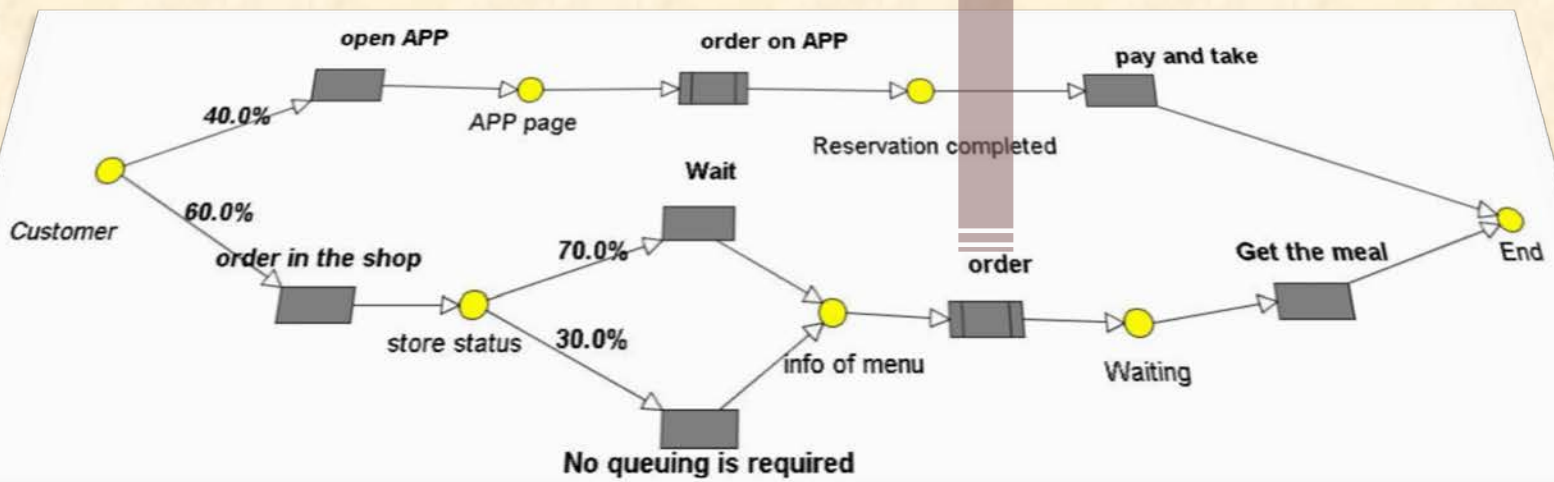 open APP
order on APP
pay and take
40.0%
APP page
Reservation completed
Customer
60.0%
Wait
order in the shop
70.0%
order
Get the meal
End
store status
30.0%
info of menu
Waiting
No queuing is required